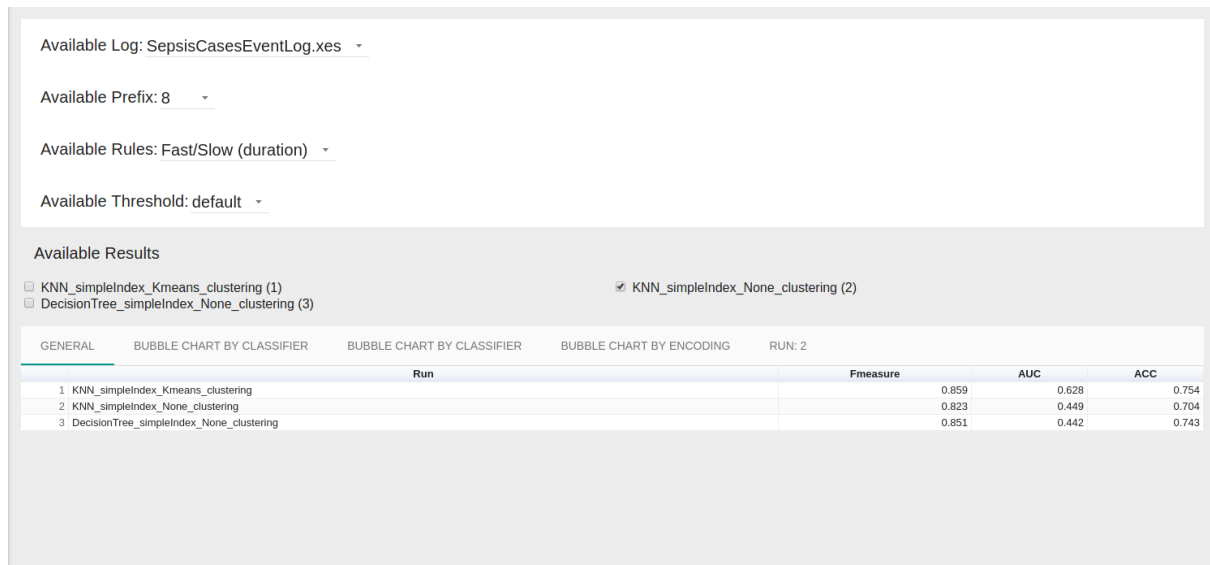 Available Log: SepsisCasesEventLog.xes
Available Prefix: 8
Available Rules: Fast/Slow (duration)
Available Threshold: default
Available Results
KNN_simpleIndex_Kmeans_clustering (1) KNN_simpleIndex_None_clustering (2)
DecisionTree_simpleIndex_None_clustering (3)
GENERAL BUBBLE CHART BY CLASSIFIER BUBBLE CHART BY CLASSIFIER BUBBLE CHART BY ENCODING RUN: 2
Run Fmeasure AUC ACC
1 KNN_simpleIndex_Kmeans_clustering 0.859 0.628 0.754
2 KNN_simpleIndex_None_clustering 0.823 0.449 0.704
3 DecisionTree_simpleIndex_None_clustering 0.851 0.442 0.743